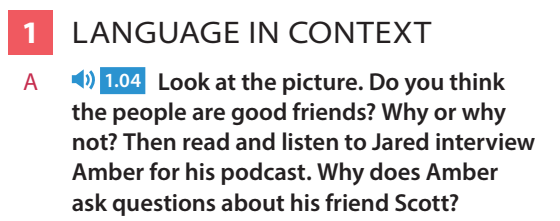 1 LANGUAGE IN CONTEXT
A 1.04 Look at the picture. Do you think
the people are good friends? Why or why
not? Then read and listen to Jared interview
Amber for his podcast. Why does Amber
ask questions about his friend Scott?